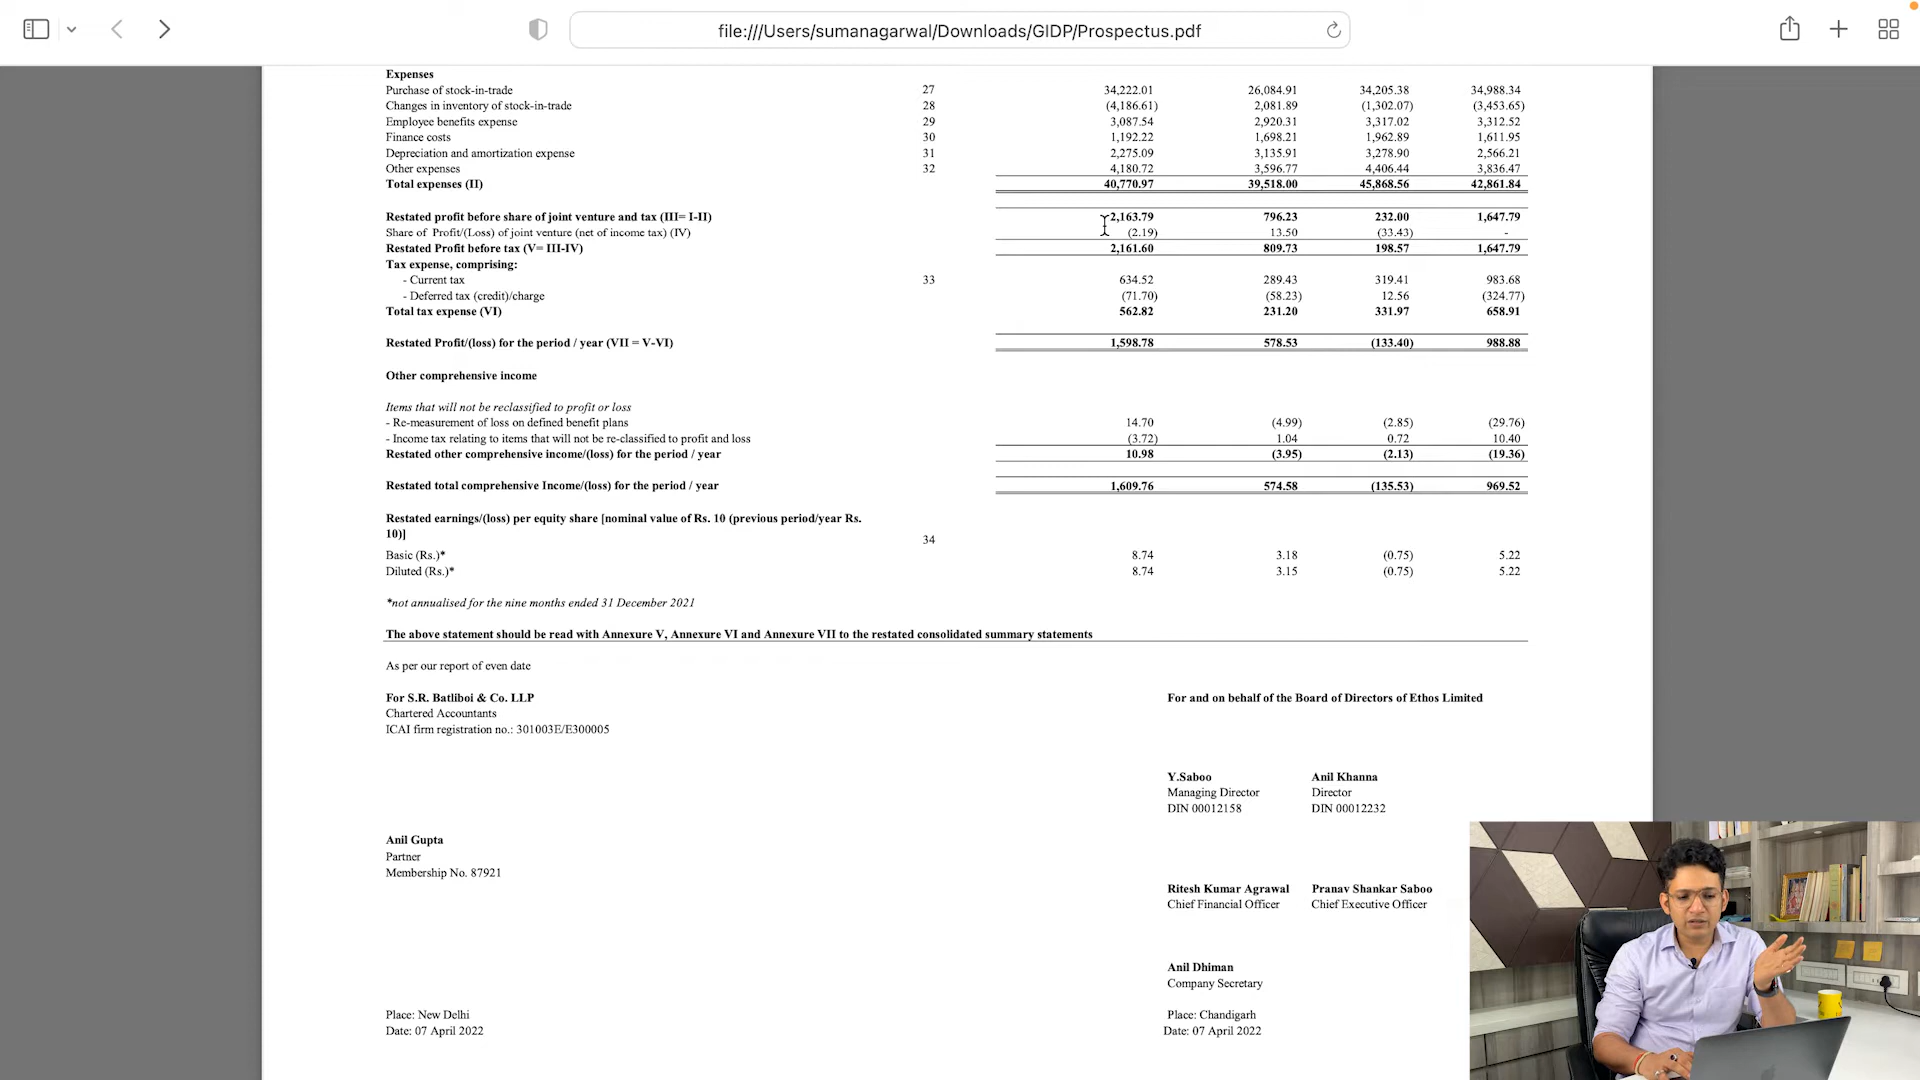 file:///Users/sumanagarwal/Downloads/GIDP/Prospectus.pdf
Expenses
Purchase of stock-in-trade 27 34,222.01 26,084.91 34,205.38 34,988.34
Changes in inventory of stock-in-trade 28 (4,186.61) 2,081.89 (1,302.07) (3,453.65)
Employee benefits expense 29 3,087.54 2,920.31 3,317.02 3,312.52
Finance costs 30 1,192.22 1,698.21 1,962.89 1,611.95
Depreciation and amortization expense 31 2,275.09 3,135.91 3,278.90 2,566.21
Other expenses 32 4,180.72 3,596.77 4,406.44 3,836.47
Total expenses (II) 40,770.97 39,518.00 45,868.56 42,861.84
Restated profit before share of joint venture and tax (III= I-II) 2,163.79 796.23 232.00 1,647.79
Share of Profit/(Loss) of joint venture (net of income tax) (IV) (2.19) 13.50 (33.43) -
Restated Profit before tax (V= III-IV) 2,161.60 809.73 198.57 1,647.79
Tax expense, comprising:
- Current tax 33 634.52 289.43 319.41 983.68
- Deferred tax (credit)/charge (71.70) (58.23) 12.56 (324.77)
Total tax expense (VI) 562.82 231.20 331.97 658.91
Restated Profit/(loss) for the period / year (VII = V-VI) 1,598.78 578.53 (133.40) 988.88
Other comprehensive income
Items that will not be reclassified to profit or loss
- Re-measurement of loss on defined benefit plans 14.70 (4.99) (2.85) (29.76)
- Income tax relating to items that will not be re-classified to profit and loss (3.72) 1.04 0.72 10.40
Restated other comprehensive income/(loss) for the period / year 10.98 (3.95) (2.13) (19.36)
Restated total comprehensive Income/(loss) for the period / year 1,609.76 574.58 (135.53) 969.52
Restated earnings/(loss) per equity share [nominal value of Rs. 10 (previous period/year Rs.
10)] 34
Basic (Rs.)* 8.74 3.18 (0.75) 5.22
Diluted (Rs.)* 8.74 3.15 (0.75) 5.22
*not annualised for the nine months ended 31 December 2021
The above statement should be read with Annexure V, Annexure VI and Annexure VII to the restated consolidated summary statements
As per our report of even date
For S.R. Batliboi & Co. LLP For and on behalf of the Board of Directors of Ethos Limited
Chartered Accountants
ICAI firm registration no.: 301003E/E300005
Y.Saboo Anil Khanna
Managing Director Director
DIN 00012158 DIN 00012232
Anil Gupta
Partner
Membership No. 87921
Ritesh Kumar Agrawal Pranav Shankar Saboo
Chief Financial Officer Chief Executive Officer
Anil Dhiman
Company Secretary
Place: New Delhi Place: Chandigarh
Date: 07 April 2022 Date: 07 April 2022